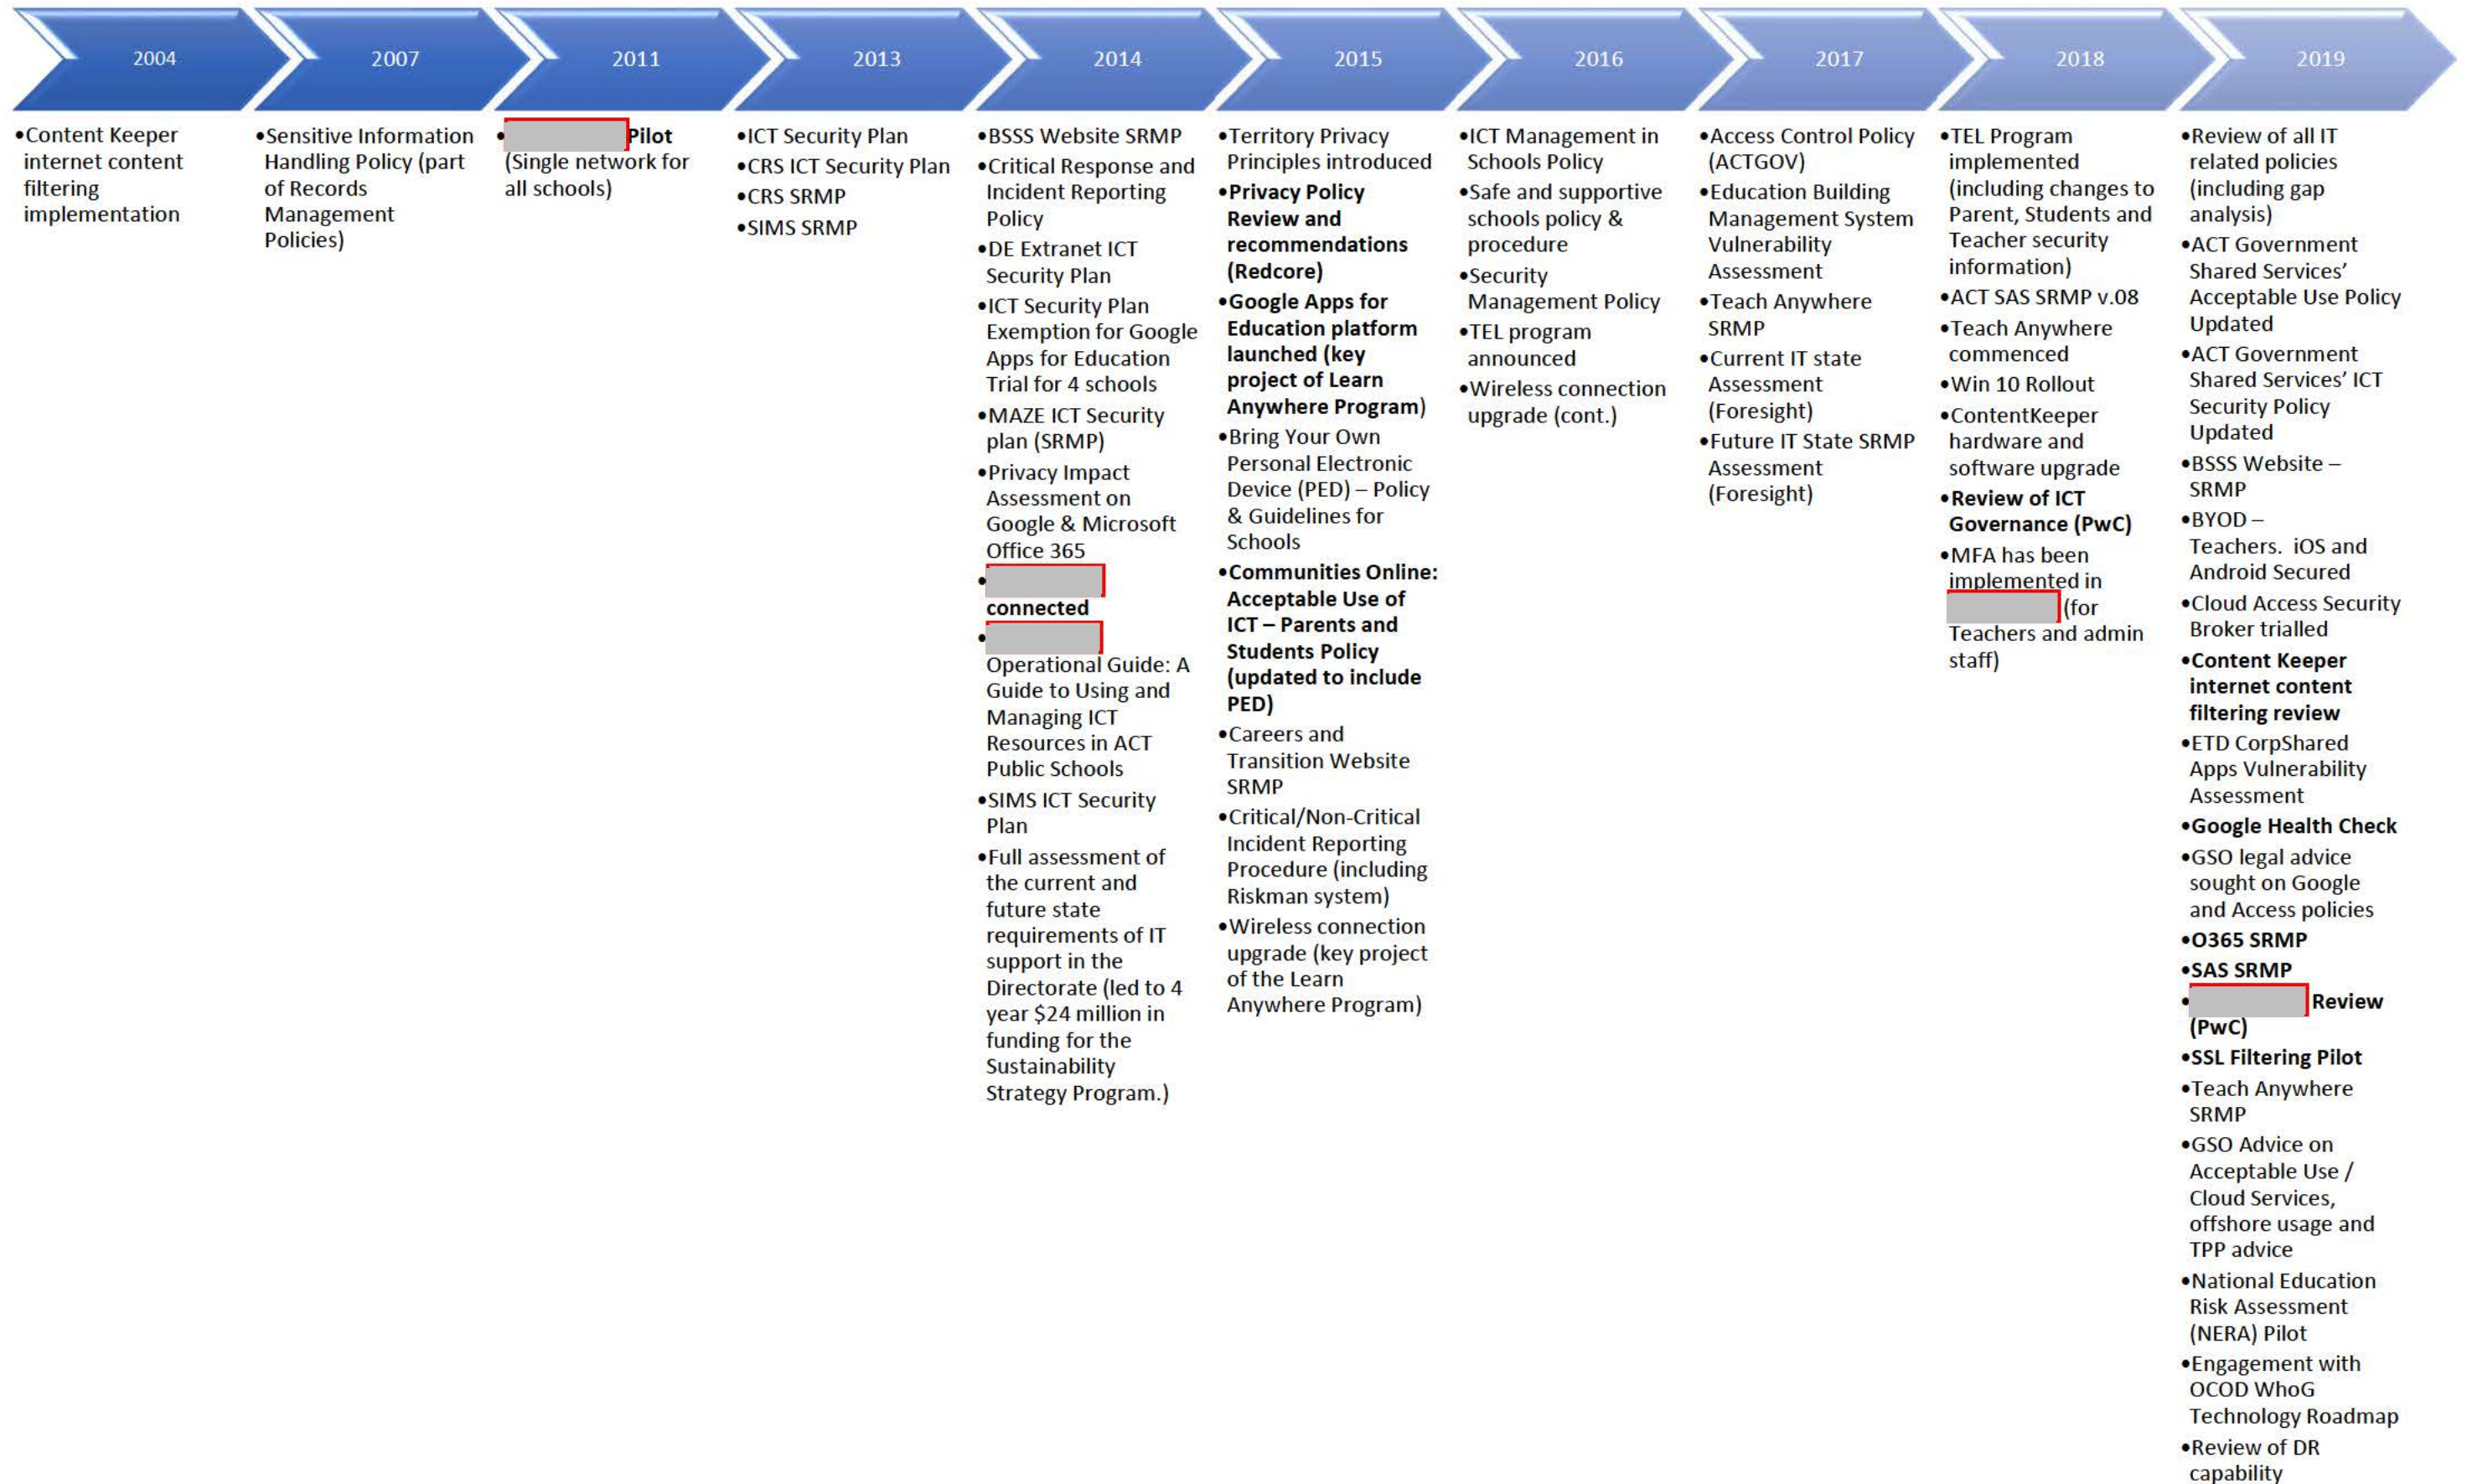 2004
2007
2011
2013
2014
2015
2016
2017
2018
2019
•Content Keeper
internet content
filtering
implementation
•Sensitive Information
Handling Policy (part
of Records
Management
Policies)
• Pilot
(Single network for
all schools)
•ICT Security Plan
•CRS ICT Security Plan
•CRS SRMP
•SIMS SRMP
•BSSS Website SRMP
•Critical Response and
Incident Reporting
Policy
•DE Extranet ICT
Security Plan
•ICT Security Plan
Exemption for Google
Apps for Education
Trial for 4 schools
•MAZE ICT Security
plan (SRMP)
•Privacy Impact
Assessment on
Google & Microsoft
Office 365
•
connected
•
Operational Guide: A
Guide to Using and
Managing ICT
Resources in ACT
Public Schools
•SIMS ICT Security
Plan
•Full assessment of
the current and
future state
requirements of IT
support in the
Directorate (led to 4
year $24 million in
funding for the
Sustainability
Strategy Program.)
•Territory Privacy
Principles introduced
•Privacy Policy
Review and
recommendations
(Redcore)
•Google Apps for
Education platform
launched (key
project of Learn
Anywhere Program)
•Bring Your Own
Personal Electronic
Device (PED) – Policy
& Guidelines for
Schools
•Communities Online:
Acceptable Use of
ICT – Parents and
Students Policy
(updated to include
PED)
•Careers and
Transition Website
SRMP
•Critical/Non-Critical
Incident Reporting
Procedure (including
Riskman system)
•Wireless connection
upgrade (key project
of the Learn
Anywhere Program)
•ICT Management in
Schools Policy
•Safe and supportive
schools policy &
procedure
•Security
Management Policy
•TEL program
announced
•Wireless connection
upgrade (cont.)
•Access Control Policy
(ACTGOV)
•Education Building
Management System
Vulnerability
Assessment
•Teach Anywhere
SRMP
•Current IT state
Assessment
(Foresight)
•Future IT State SRMP
Assessment
(Foresight)
•TEL Program
implemented
(including changes to
Parent, Students and
Teacher security
information)
•ACT SAS SRMP v.08
•Teach Anywhere
commenced
•Win 10 Rollout
•ContentKeeper
hardware and
software upgrade
•Review of ICT
Governance (PwC)
•MFA has been
implemented in
(for
Teachers and admin
staff)
•Review of all IT
related policies
(including gap
analysis)
•ACT Government
Shared Services’
Acceptable Use Policy
Updated
•ACT Government
Shared Services’ ICT
Security Policy
Updated
•BSSS Website –
SRMP
•BYOD –
Teachers. iOS and
Android Secured
•Cloud Access Security
Broker trialled
•Content Keeper
internet content
filtering review
•ETD CorpShared
Apps Vulnerability
Assessment
•Google Health Check
•GSO legal advice
sought on Google
and Access policies
•O365 SRMP
•SAS SRMP
• Review
(PwC)
•SSL Filtering Pilot
•Teach Anywhere
SRMP
•GSO Advice on
Acceptable Use /
Cloud Services,
offshore usage and
TPP advice
•National Education
Risk Assessment
(NERA) Pilot
•Engagement with
OCOD WhoG
Technology Roadmap
•Review of DR
capability